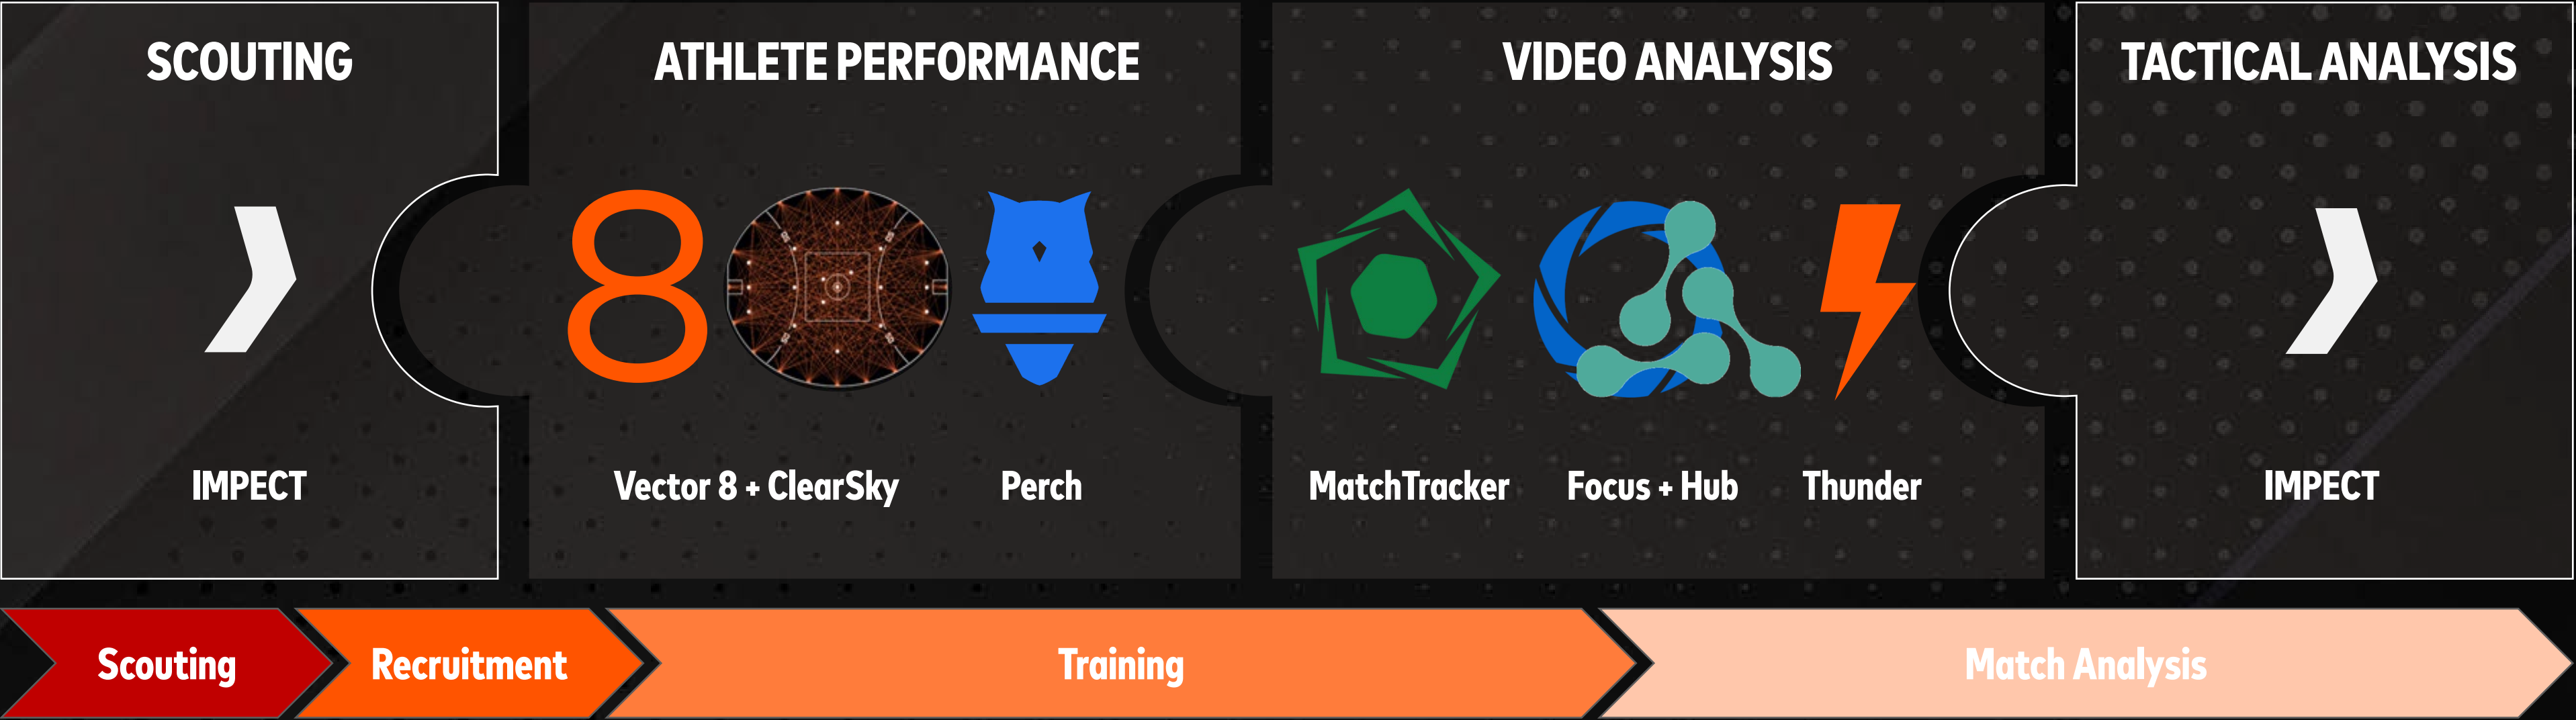 SCOUTING
ATHLETE PERFORMANCE
VIDEO ANALYSIS
TACTICAL ANALYSIS
8
IMPECT
Vector 8 + ClearSky
Perch
MatchTracker
Focus + Hub
Thunder
IMPECT
Scouting
Recruitment
Training
Match Analysis